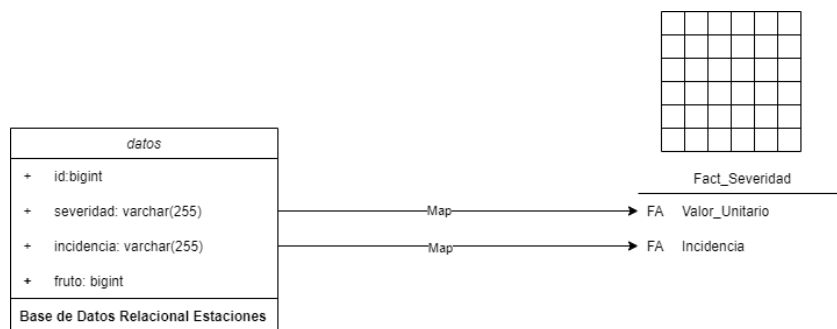 datos
+ id:bigint
+ severidad: varchar(255)
+ incidencia: varchar(255)
+ fruto: bigint
Base de Datos Relacional Estaciones
Map
Map
Fact_Severidad
FA Valor_Unitario
FA Incidencia